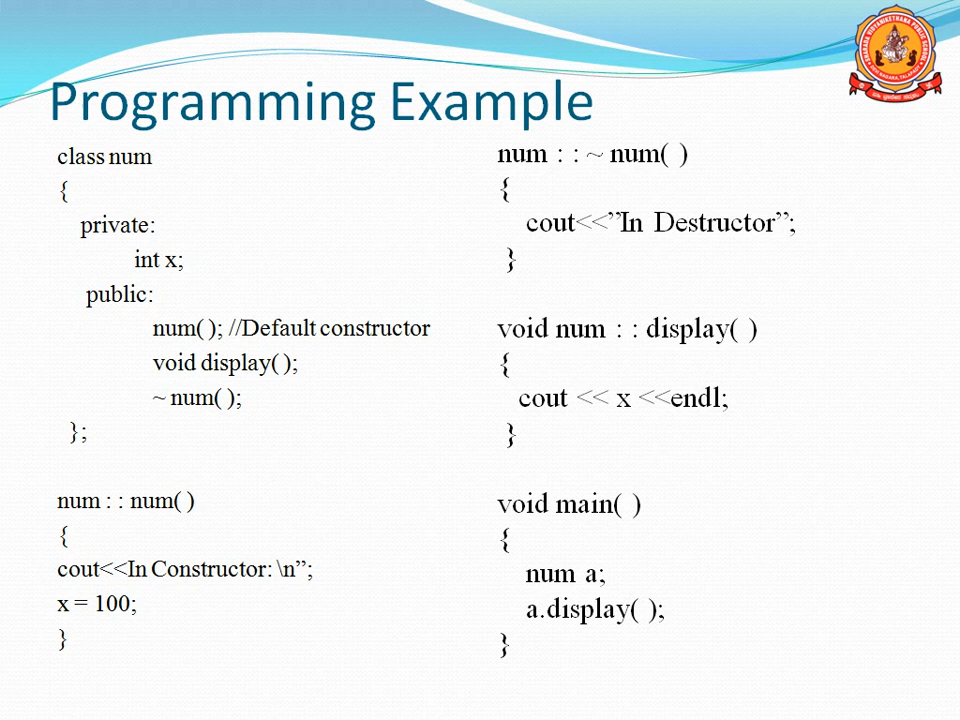 Programming Example
class num
{
private:
int x;
public:
num( ); //Default constructor
void display( );
~ num( );
};
num : : num( )
{
cout<<In Constructor: \n”;
x = 100;
}
num : : ~ num( )
{
cout<<”In Destructor”;
}
void num : : display( )
{
cout << x <<endl;
}
void main( )
{
num a;
a.display( );
}